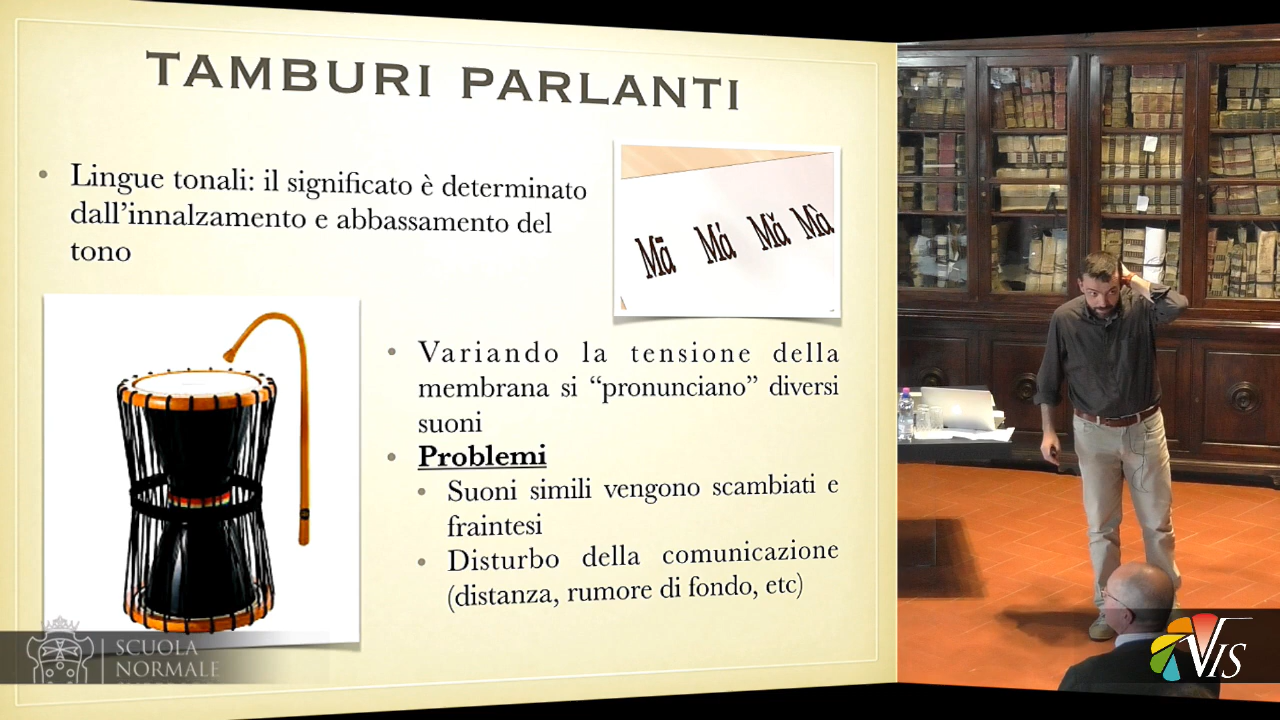 TAMBURI PARLANTI
• Lingue tonali: il significato è determinato
dall'innalzamento e abbassamento del
tono
Mā Má Mǎ Mà
• Variando la tensione della
membrana si “pronunciano” diversi
suoni
• Problemi
• Suoni simili vengono scambiati e
fraintesi
• Disturbo della comunicazione
(distanza, rumore di fondo, etc)
SCUOLA
NORMALE
VIS